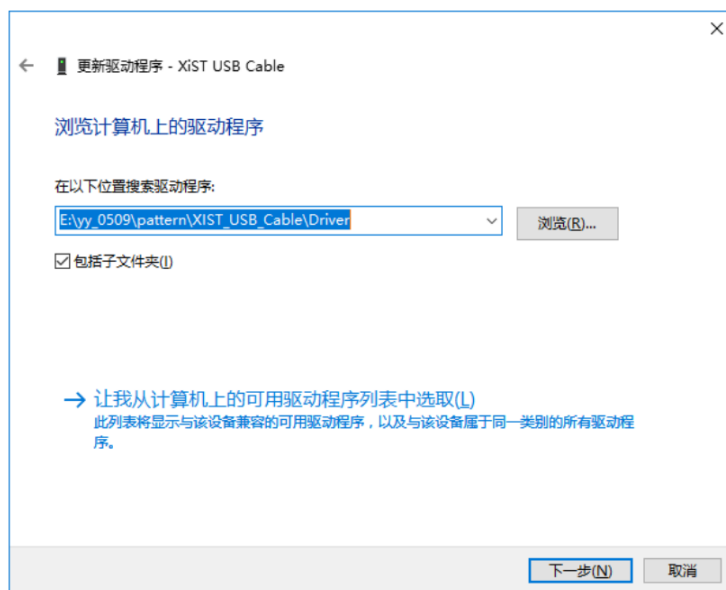 更新驱动程序 - XiST USB Cable
浏览计算机上的驱动程序
在以下位置搜索驱动程序:
E:\yy_0509\pattern\XIST_USB_Cable\Driver
浏览(R)...
包括子文件夹(I)
让我从计算机上的可用驱动程序列表中选取(L)
此列表将显示与该设备兼容的可用驱动程序，以及与该设备属于同一类别的所有驱动程
序。
下一步(N)
取消